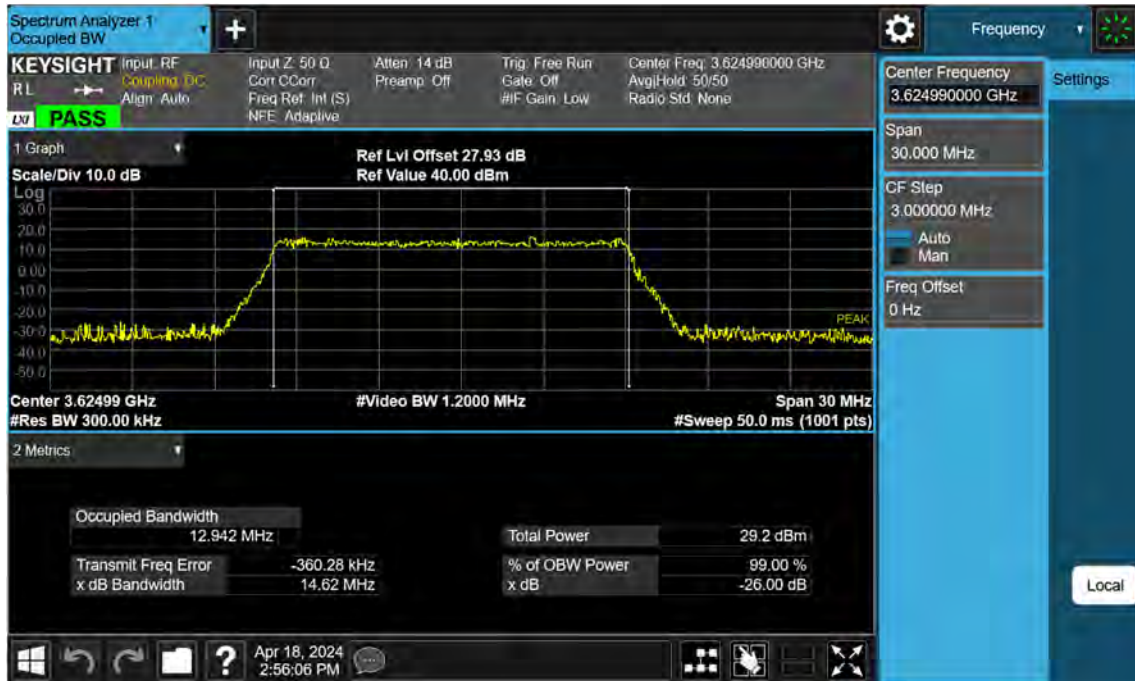 Spectrum Analyzer 1
Occupied BW
Frequency
KEYSIGHT
RL
LXI PASS
Input: RF
Coupling: DC
Align: Auto
Input Z: 50 Ω
Corr CCorr
Freq Ref: Int (S)
NFE: Adaptive
Atten: 14 dB
Preamp: Off
Trig: Free Run
Gate: Off
#IF Gain: Low
Center Freq: 3.624990000 GHz
Avg|Hold: 50/50
Radio Std: None
Center Frequency
3.624990000 GHz
Settings
Span
30.000 MHz
CF Step
3.000000 MHz
Auto
Man
Freq Offset
0 Hz
1 Graph
Scale/Div 10.0 dB
Ref Lvl Offset 27.93 dB
Ref Value 40.00 dBm
Log
30.0
20.0
10.0
0.00
-10.0
-20.0
-30.0
-40.0
-50.0
PEAK
Center 3.62499 GHz
#Res BW 300.00 kHz
#Video BW 1.2000 MHz
Span 30 MHz
#Sweep 50.0 ms (1001 pts)
2 Metrics
Occupied Bandwidth
12.942 MHz
Transmit Freq Error -360.28 kHz
x dB Bandwidth 14.62 MHz
Total Power 29.2 dBm
% of OBW Power 99.00 %
x dB -26.00 dB
Local
?
Apr 18, 2024
2:56:06 PM